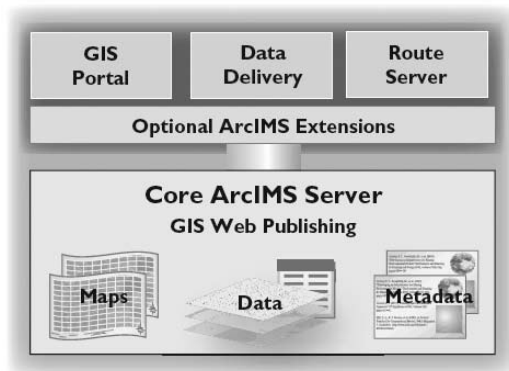 GIS
Portal
Data
Delivery
Route
Server
Optional ArcIMS Extensions
Core ArcIMS Server
GIS Web Publishing
Maps
Data
Metadata